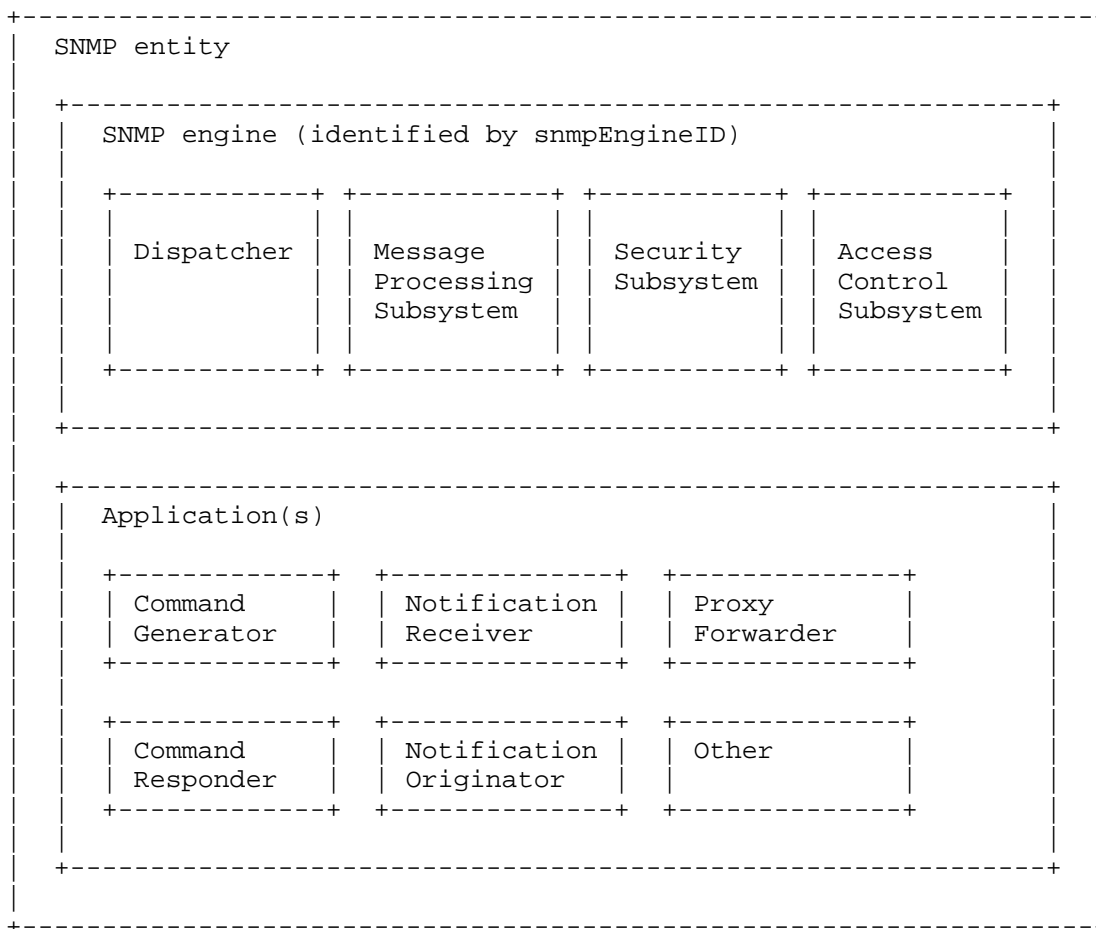 SNMP entity
SNMP engine (identified by snmpEngineID)
Dispatcher Message Security Access
Processing Subsystem Control
Subsystem Subsystem
Application(s)
Command Notification Proxy
Generator Receiver Forwarder
Command Notification Other
Responder Originator